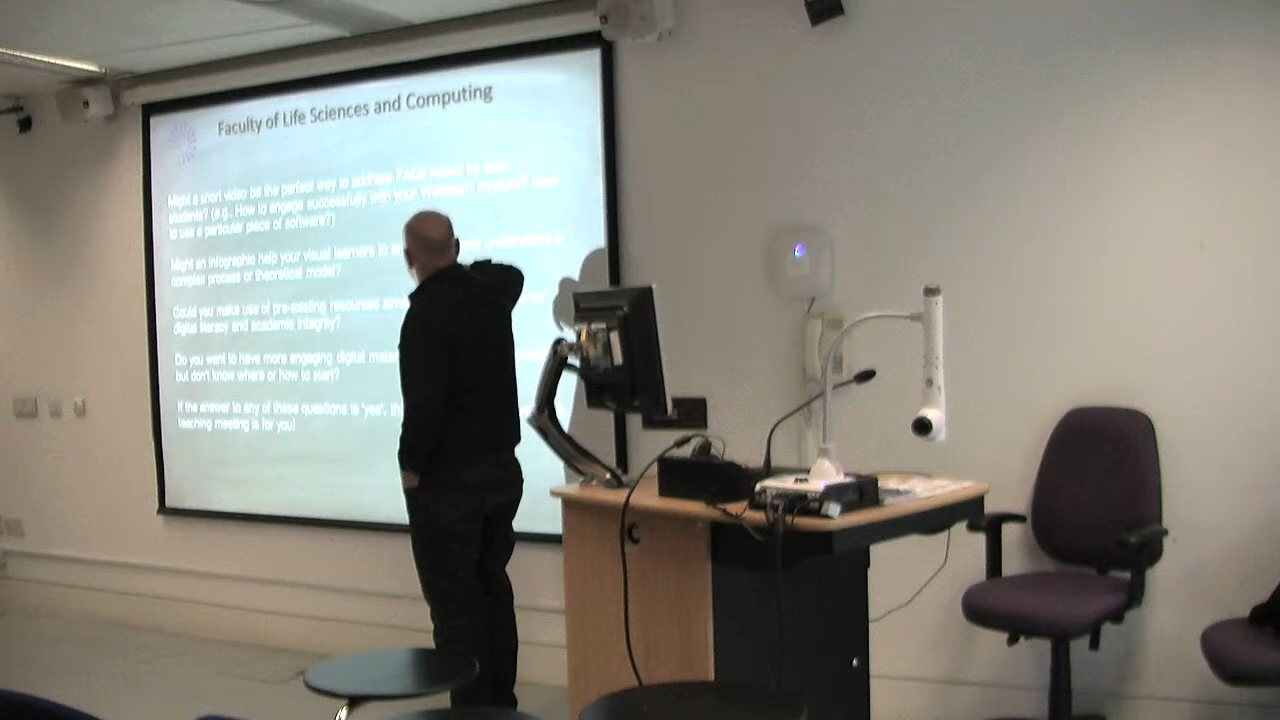 Faculty of Life Sciences and Computing
Might a short video be the perfect way to address FAQs posed by your
students? (e.g. How to engage successfully with your Weblearn module? How
to use a particular piece of software?)
Might an infographic help your visual learners to understand a
complex process or theoretical model?
Could you make use of pre-existing resources
digital literacy and academic integrity?
Do you want to have more engaging digital
but don't know where or how to start?
If the answer to any of these questions is 'yes',
teaching meeting is for you!